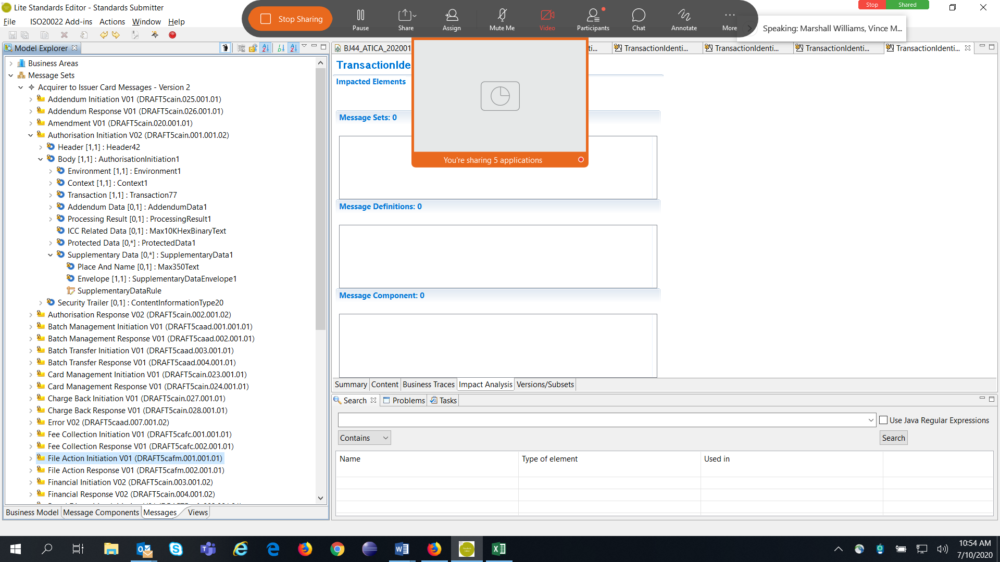 Lite Standards Editor - Standards Submitter
File ISO20022 Add-ins Actions Window Help
Stop Sharing
Pause
Share
Assign
Mute Me
Video
Participants
Chat
Annotate
More
Stop Shared
Speaking: Marshall Williams, Vince M...
You're sharing 5 applications
Model Explorer
Business Areas
Message Sets
Acquirer to Issuer Card Messages - Version 2
Addendum Initiation V01 (DRAFT5cain.025.001.01)
Addendum Response V01 (DRAFT5cain.026.001.01)
Amendment V01 (DRAFT5cain.020.001.01)
Authorisation Initiation V02 (DRAFT5cain.001.001.02)
Header [1,1] : Header42
Body [1,1] : AuthorisationInitiation1
Environment [1,1] : Environment1
Context [1,1] : Context1
Transaction [1,1] : Transaction77
Addendum Data [0,1] : AddendumData1
Processing Result [0,1] : ProcessingResult1
ICC Related Data [0,1] : Max10KHexBinaryText
Protected Data [0,*] : ProtectedData1
Supplementary Data [0,*] : SupplementaryData1
Place And Name [0,1] : Max350Text
Envelope [1,1] : SupplementaryDataEnvelope1
SupplementaryDataRule
Security Trailer [0,1] : ContentInformationType20
Authorisation Response V02 (DRAFT5cain.002.001.02)
Batch Management Initiation V01 (DRAFT5caad.001.001.01)
Batch Management Response V01 (DRAFT5caad.002.001.01)
Batch Transfer Initiation V01 (DRAFT5caad.003.001.01)
Batch Transfer Response V01 (DRAFT5caad.004.001.01)
Card Management Initiation V01 (DRAFT5cain.023.001.01)
Card Management Response V01 (DRAFT5cain.024.001.01)
Charge Back Initiation V01 (DRAFT5cain.027.001.01)
Charge Back Response V01 (DRAFT5cain.028.001.01)
Error V02 (DRAFT5caad.007.001.02)
Fee Collection Initiation V01 (DRAFT5cafc.001.001.01)
Fee Collection Response V01 (DRAFT5cafc.002.001.01)
File Action Initiation V01 (DRAFT5cafm.001.001.01)
File Action Response V01 (DRAFT5cafm.002.001.01)
Financial Initiation V02 (DRAFT5cain.003.001.02)
Financial Response V02 (DRAFT5cain.004.001.02)
Business Model Message Components Messages Views
BJ44_ATICA_202001 ti... TransactionIdenti... TransactionIdenti... TransactionIdenti... TransactionIdenti...
TransactionIde
Impacted Elements
Message Sets: 0
Message Definitions: 0
Message Component: 0
Summary Content Business Traces Impact Analysis Versions/Subsets
Search Problems Tasks
Use Java Regular Expressions
Contains
Search
Name Type of element Used in
10:54 AM
7/10/2020